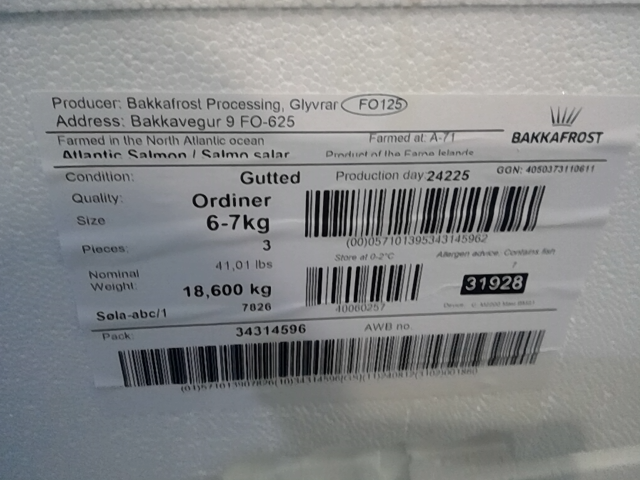 Producer: Bakkafrost Processing, Glyvrar FO125
Address: Bakkavegur 9 FO-625
BAKKAFROST
Farmed in the North Atlantic ocean Farmed at: A-71
Atlantic Salmon / Salmo salar Product of the Faroe Islands
Condition: Gutted Production day: 24225 GGN: 4050373110611
Quality: Ordiner
Size 6-7kg
(00)057101395343145962
Pieces: 3
Store at 0-2°C Allergen advice: Contains fish
41,01 lbs 7
Nominal Weight: 18,600 kg
31928
7826 40060257
Søla-abc/1
Pack: 34314596 AWB no.